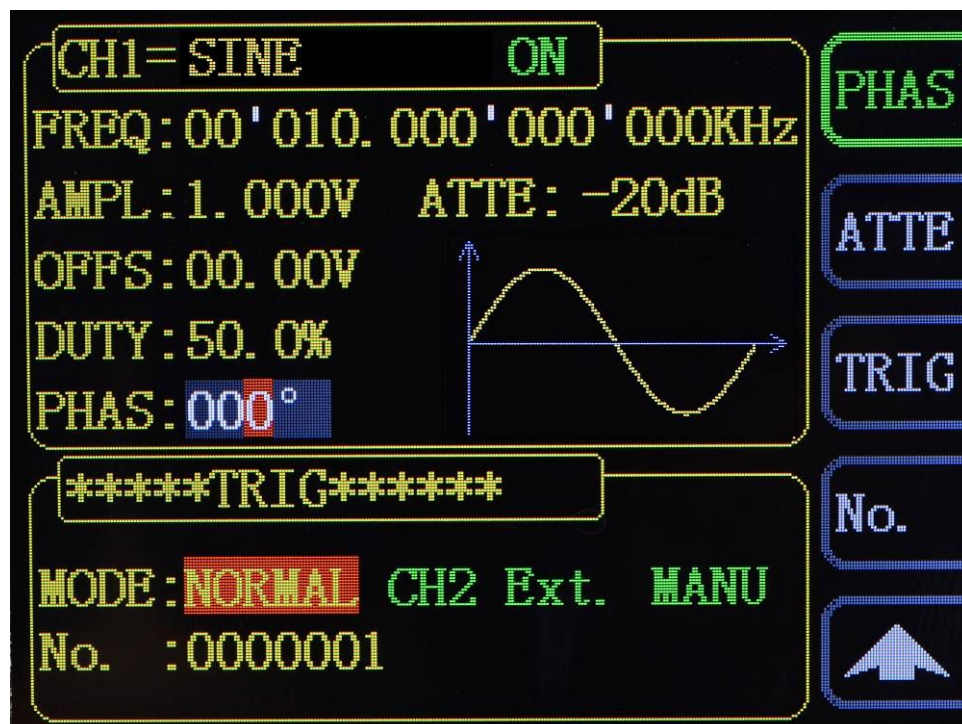 CH1=SINE ON
FREQ:00'010.000'000'000KHz
AMPL:1.000V ATTE:-20dB
OFFS:00.00V
DUTY:50.0%
PHAS:000°
*****TRIG******
MODE:NORMAL CH2 Ext. MANU
No. :0000001
PHAS
ATTE
TRIG
No.